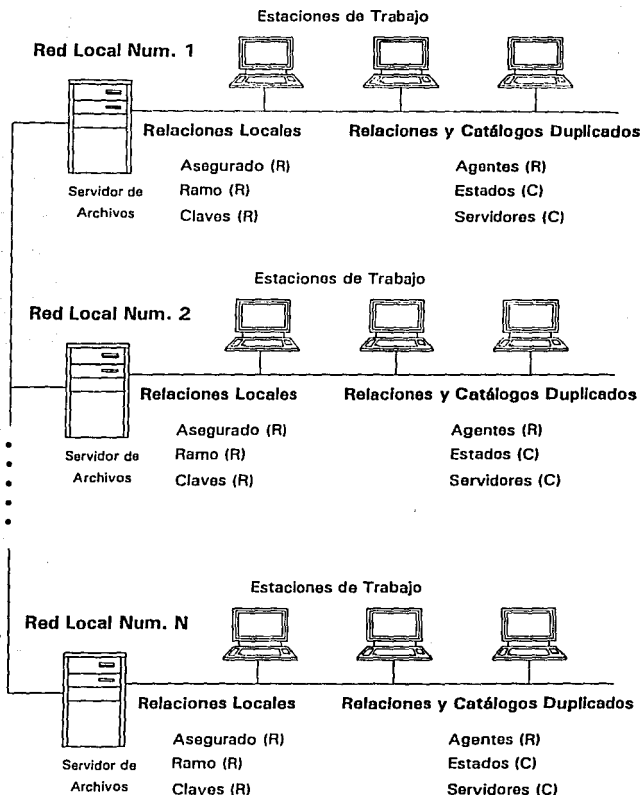 Estaciones de Trabajo
Red Local Num. 1
Relaciones Locales Relaciones y Catálogos Duplicados
Asegurado (R) Agentes (R)
Servidor de Ramo (R) Estados (C)
Archivos Claves (R) Servidores (C)
Estaciones de Trabajo
Red Local Num. 2
Relaciones Locales Relaciones y Catálogos Duplicados
Asegurado (R) Agentes (R)
Servidor de Ramo (R) Estados (C)
Archivos Claves (R) Servidores (C)
Estaciones de Trabajo
Red Local Num. N
Relaciones Locales Relaciones y Catálogos Duplicados
Asegurado (R) Agentes (R)
Servidor de Ramo (R) Estados (C)
Archivos Claves (R) Servidores (C)